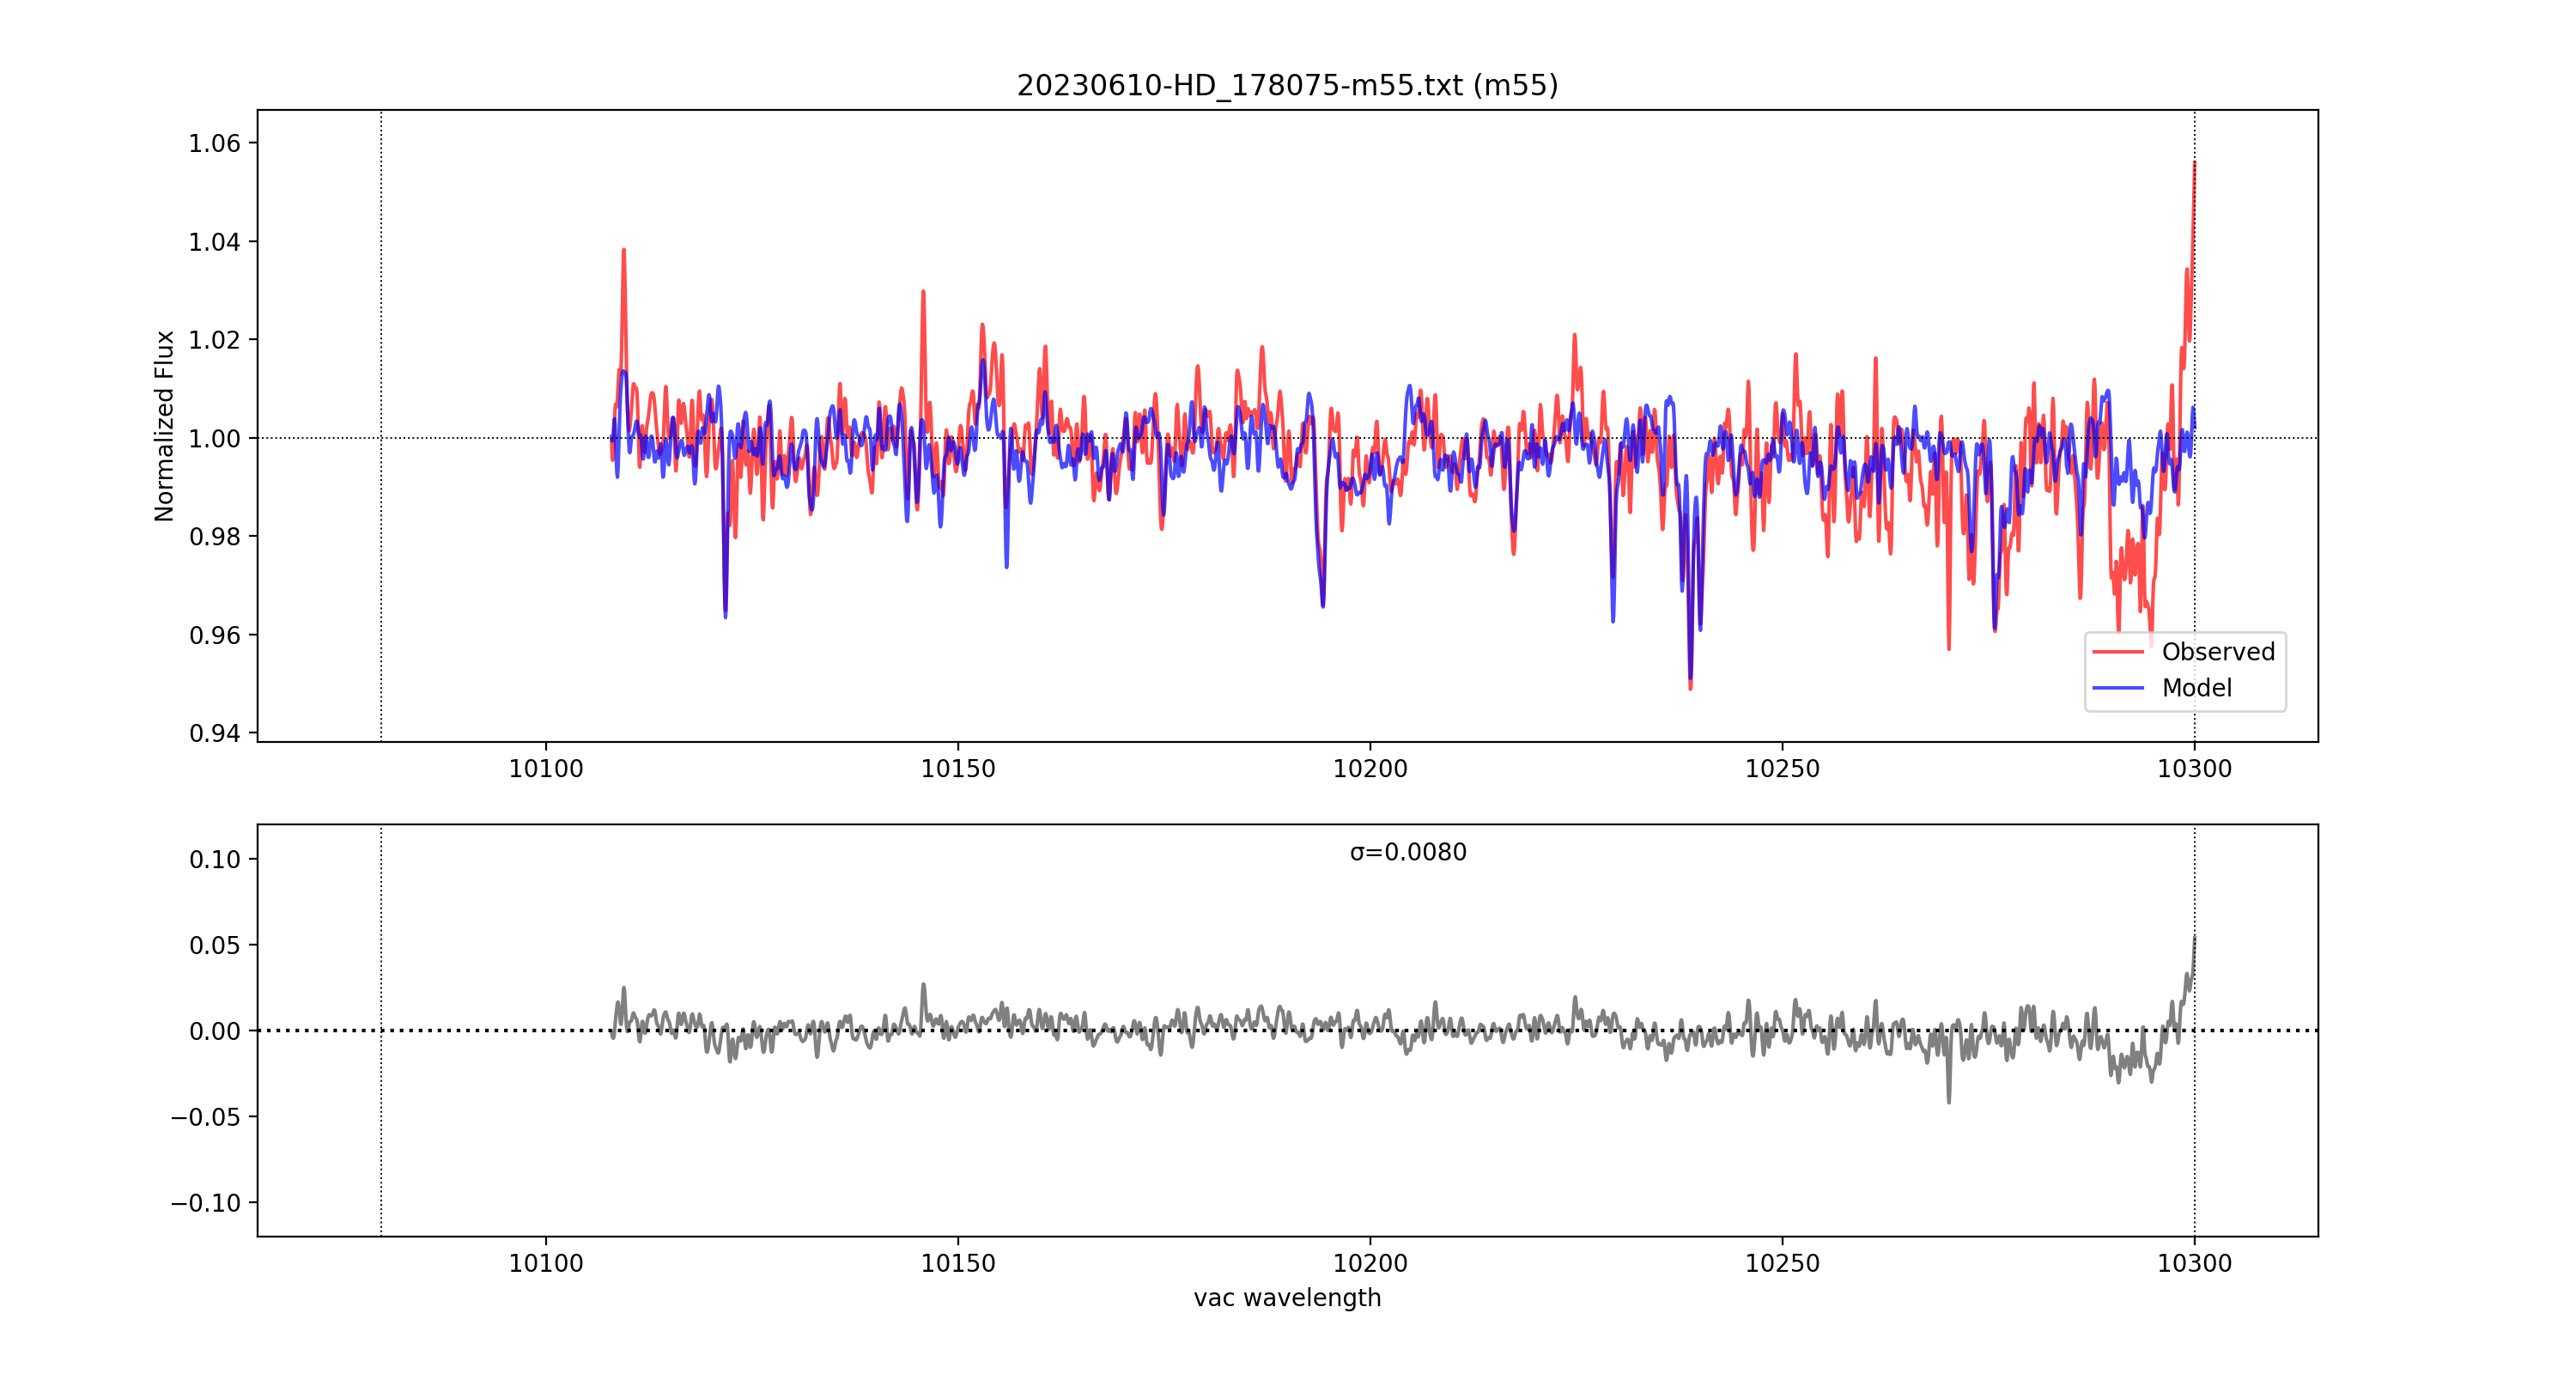 20230610-HD_178075-m55.txt (m55)
Normalized Flux
1.06
1.04
1.02
1.00
0.98
0.96
0.94
Observed
Model
10100 10150 10200 10250 10300
σ=0.0080
0.10
0.05
0.00
−0.05
−0.10
10100 10150 10200 10250 10300
vac wavelength